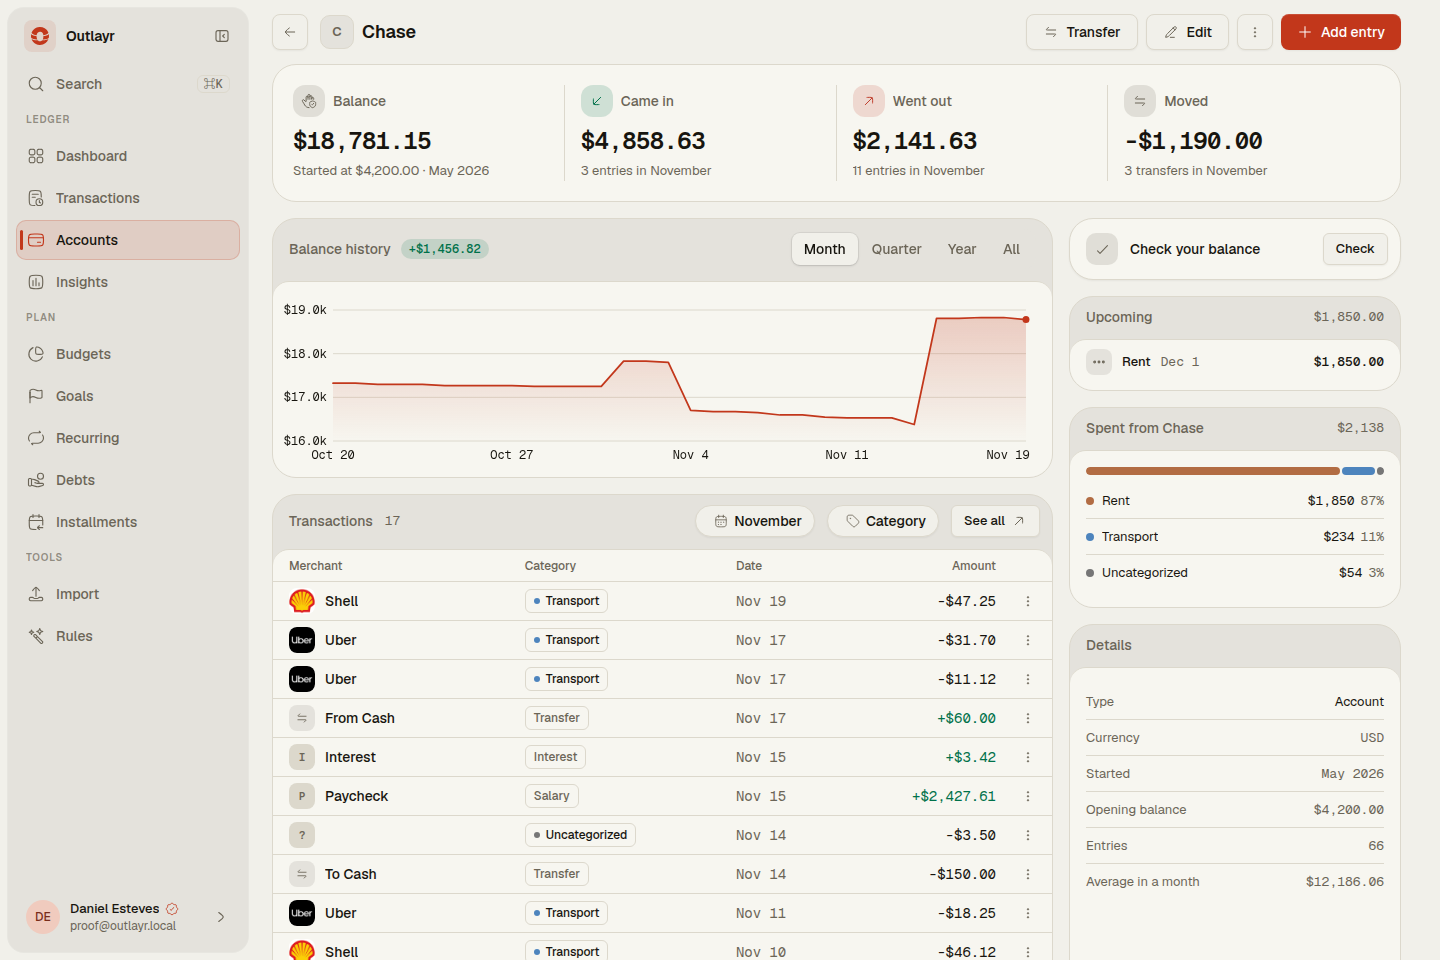 Outlayr
Search ⌘K
LEDGER
Dashboard
Transactions
Accounts
Insights
PLAN
Budgets
Goals
Recurring
Debts
Installments
TOOLS
Import
Rules
DE Daniel Esteves
proof@outlayr.local
C Chase
Transfer
Edit
Add entry
Balance
$18,781.15
Started at $4,200.00 · May 2026
Came in
$4,858.63
3 entries in November
Went out
$2,141.63
11 entries in November
Moved
-$1,190.00
3 transfers in November
Balance history +$1,456.82
Month Quarter Year All
$19.0k
$18.0k
$17.0k
$16.0k
Oct 20 Oct 27 Nov 4 Nov 11 Nov 19
Transactions 17
November
Category
See all
Merchant Category Date Amount
Shell Transport Nov 19 -$47.25
Uber Uber Transport Nov 17 -$31.70
Uber Uber Transport Nov 17 -$11.12
From Cash Transfer Nov 17 +$60.00
I Interest Interest Nov 15 +$3.42
P Paycheck Salary Nov 15 +$2,427.61
? Uncategorized Nov 14 -$3.50
To Cash Transfer Nov 14 -$150.00
Uber Uber Transport Nov 11 -$18.25
Shell Transport Nov 10 -$46.12
Check your balance Check
Upcoming $1,850.00
Rent Dec 1 $1,850.00
Spent from Chase $2,138
Rent $1,850 87%
Transport $234 11%
Uncategorized $54 3%
Details
Type Account
Currency USD
Started May 2026
Opening balance $4,200.00
Entries 66
Average in a month $12,186.06